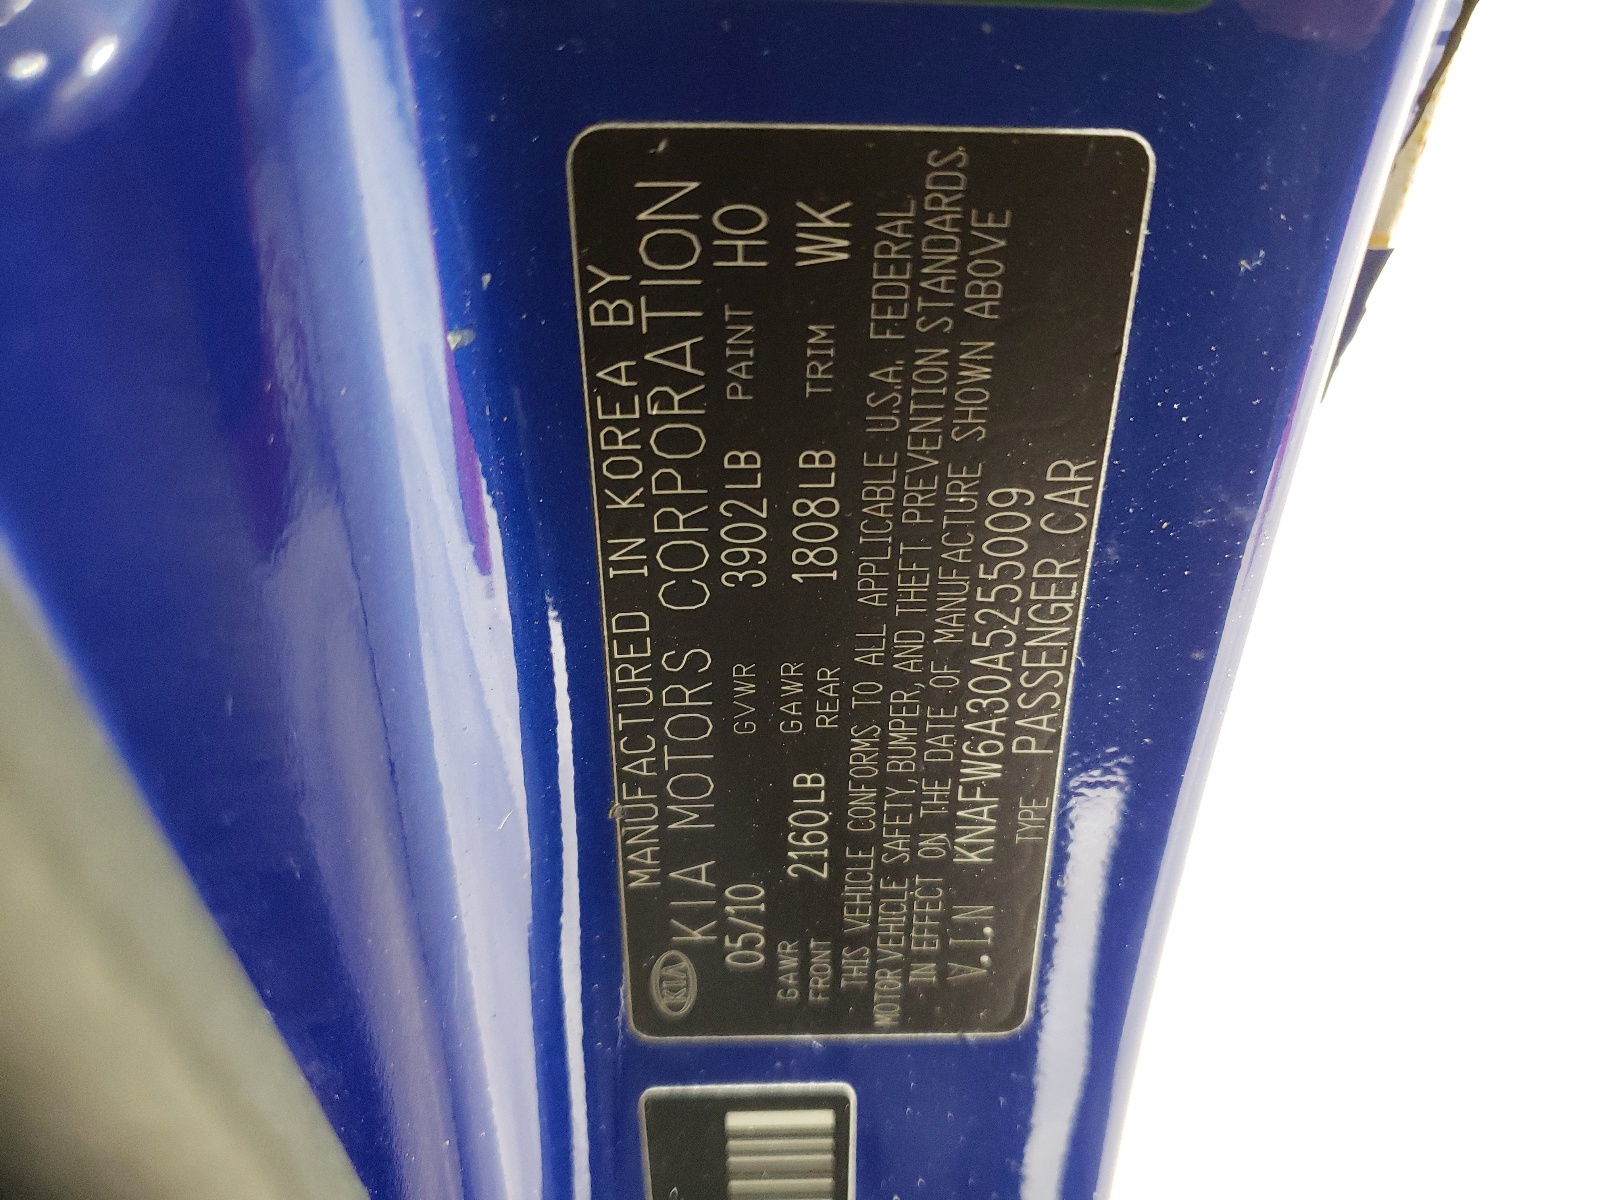 MANUFACTURED IN KOREA BY
KIA KIA MOTORS CORPORATION
05/10 GVWR 3902LB PAINT HO
GAWR FRONT 2160LB GAWR REAR 1808LB TRIM WK
THIS VEHICLE CONFORMS TO ALL APPLICABLE U.S.A. FEDERAL
MOTOR VEHICLE SAFETY, BUMPER, AND THEFT PREVENTION STANDARDS
IN EFFECT ON THE DATE OF MANUFACTURE SHOWN ABOVE
V.I.N KNAFW6A30A5255009
TYPE PASSENGER CAR